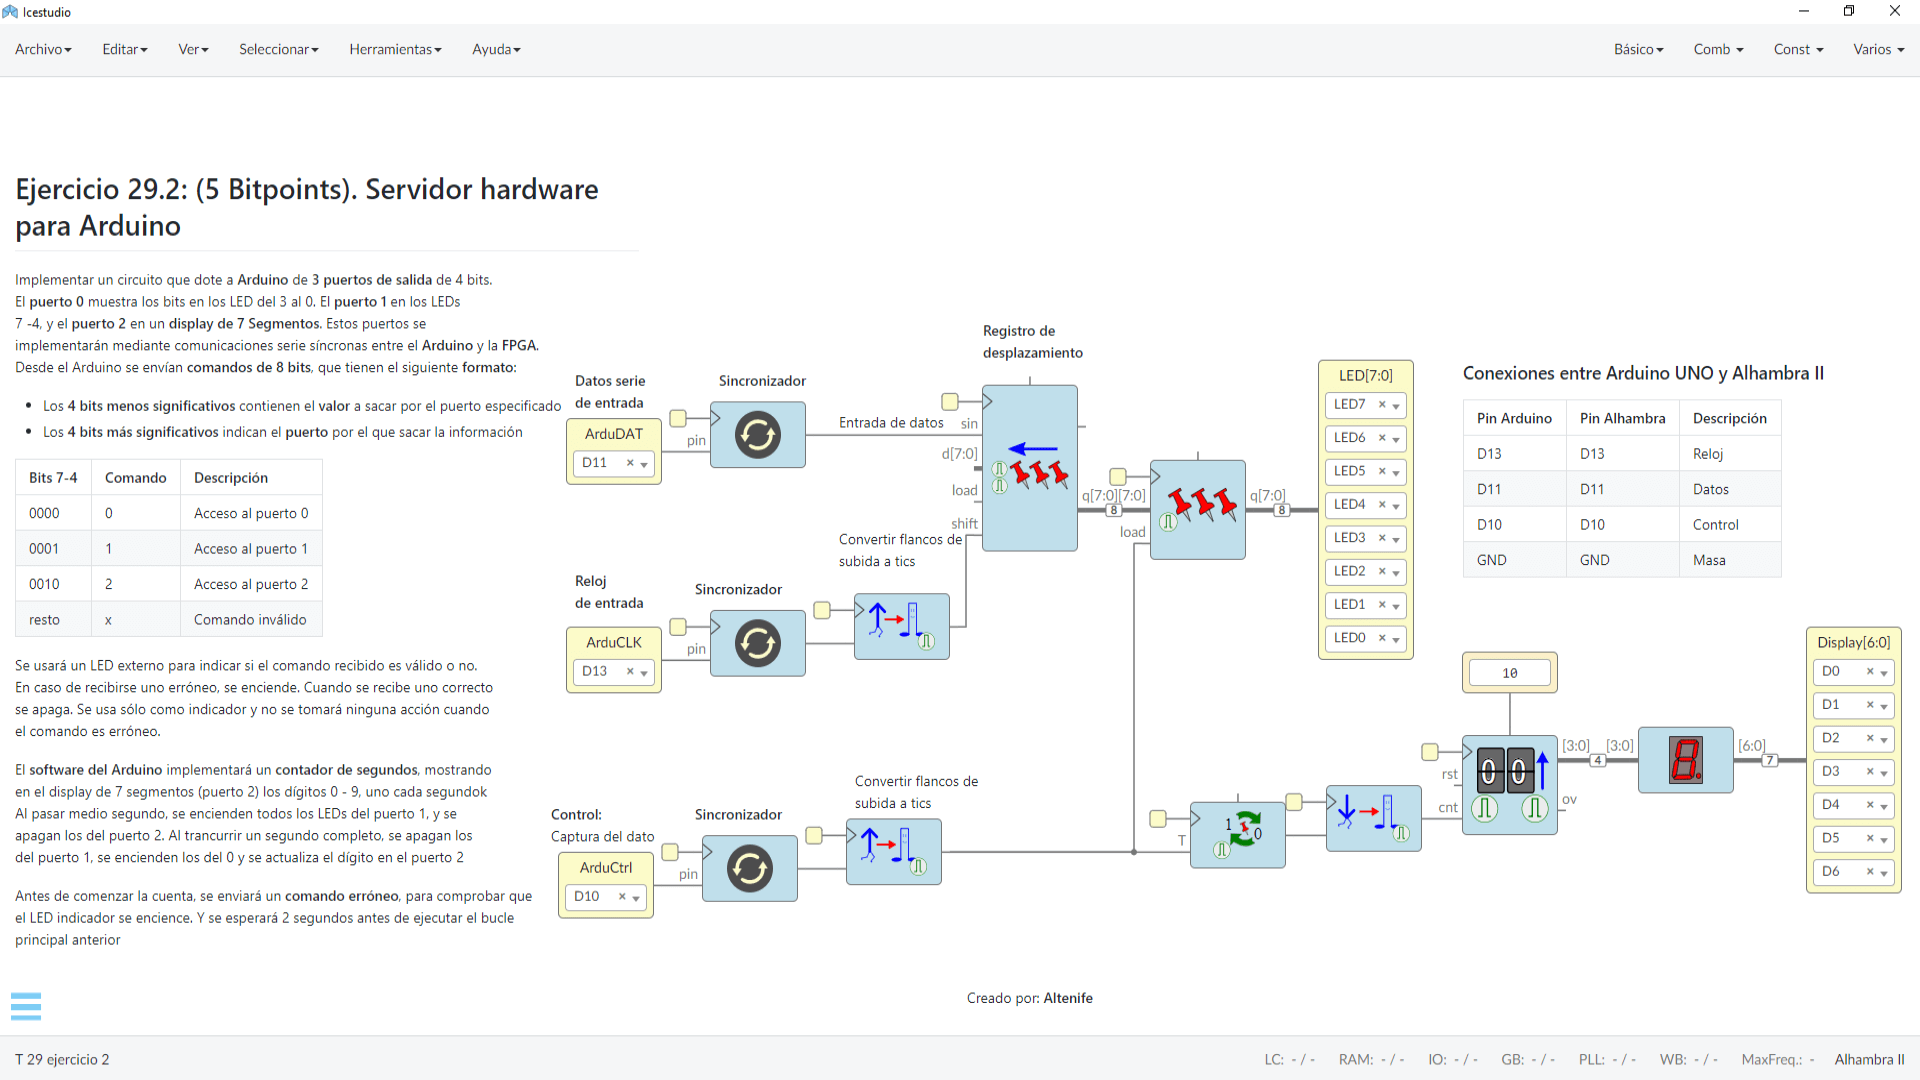 Icestudio
Archivo Editar Ver Seleccionar Herramientas Ayuda Básico Comb Const Varios
Ejercicio 29.2: (5 Bitpoints). Servidor hardware
para Arduino
Implementar un circuito que dote a Arduino de 3 puertos de salida de 4 bits.
El puerto 0 muestra los bits en los LED del 3 al 0. El puerto 1 en los LEDs
7 -4, y el puerto 2 en un display de 7 Segmentos. Estos puertos se
implementarán mediante comunicaciones serie síncronas entre el Arduino y la FPGA.
Desde el Arduino se envían comandos de 8 bits, que tienen el siguiente formato:
Los 4 bits menos significativos contienen el valor a sacar por el puerto especificado
Los 4 bits más significativos indican el puerto por el que sacar la información
Bits 7-4 Comando Descripción
0000 0 Acceso al puerto 0
0001 1 Acceso al puerto 1
0010 2 Acceso al puerto 2
resto x Comando inválido
Se usará un LED externo para indicar si el comando recibido es válido o no.
En caso de recibirse uno erróneo, se enciende. Cuando se recibe uno correcto
se apaga. Se usa sólo como indicador y no se tomará ninguna acción cuando
el comando es erróneo.
El software del Arduino implementará un contador de segundos, mostrando
en el display de 7 segmentos (puerto 2) los dígitos 0 - 9, uno cada segundok
Al pasar medio segundo, se encienden todos los LEDs del puerto 1, y se
apagan los del puerto 2. Al trancurrir un segundo completo, se apagan los
del puerto 1, se encienden los del 0 y se actualiza el dígito en el puerto 2
Antes de comenzar la cuenta, se enviará un comando erróneo, para comprobar que
el LED indicador se encience. Y se esperará 2 segundos antes de ejecutar el bucle
principal anterior
Datos serie
de entrada
ArduDAT
D11
Sincronizador
pin
Entrada de datos
Registro de
desplazamiento
sin
d[7:0]
load
shift
q[7:0]
8
[7:0]
load
q[7:0]
8
LED[7:0]
LED7
LED6
LED5
LED4
LED3
LED2
LED1
LED0
Conexiones entre Arduino UNO y Alhambra II
Pin Arduino Pin Alhambra Descripción
D13 D13 Reloj
D11 D11 Datos
D10 D10 Control
GND GND Masa
Reloj
de entrada
ArduCLK
D13
Sincronizador
pin
Convertir flancos de
subida a tics
Control:
Captura del dato
ArduCtrl
D10
Sincronizador
pin
Convertir flancos de
subida a tics
T
1 0
10
rst
cnt
0 0
ov
[3:0]
4
[3:0]
8.
[6:0]
7
Display[6:0]
D0
D1
D2
D3
D4
D5
D6
Creado por: Altenife
T 29 ejercicio 2 LC: - / - RAM: - / - IO: - / - GB: - / - PLL: - / - WB: - / - MaxFreq.: - Alhambra II